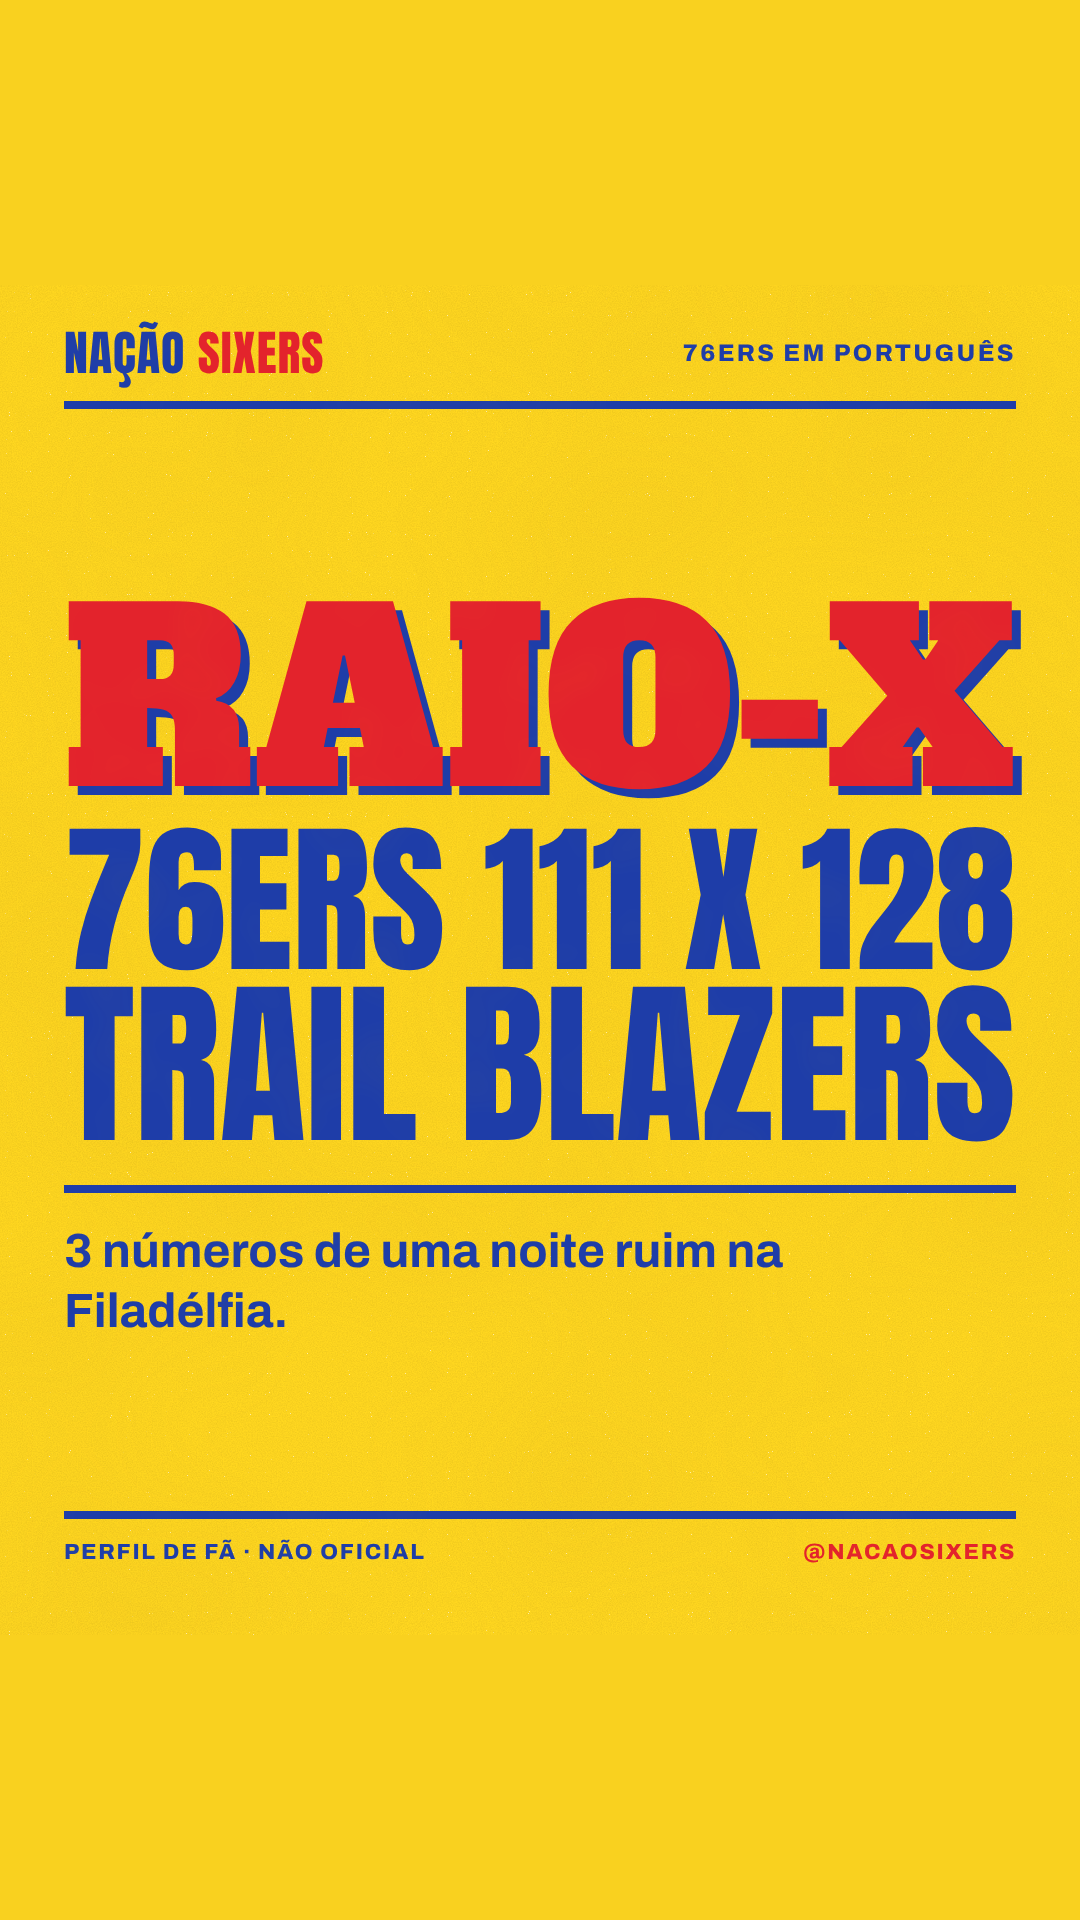 NAÇÃO SIXERS
76ERS EM PORTUGUÊS
RAIO-X
76ERS 111 X 128
TRAIL BLAZERS
3 números de uma noite ruim na
Filadélfia.
PERFIL DE FÃ · NÃO OFICIAL
@NACAOSIXERS